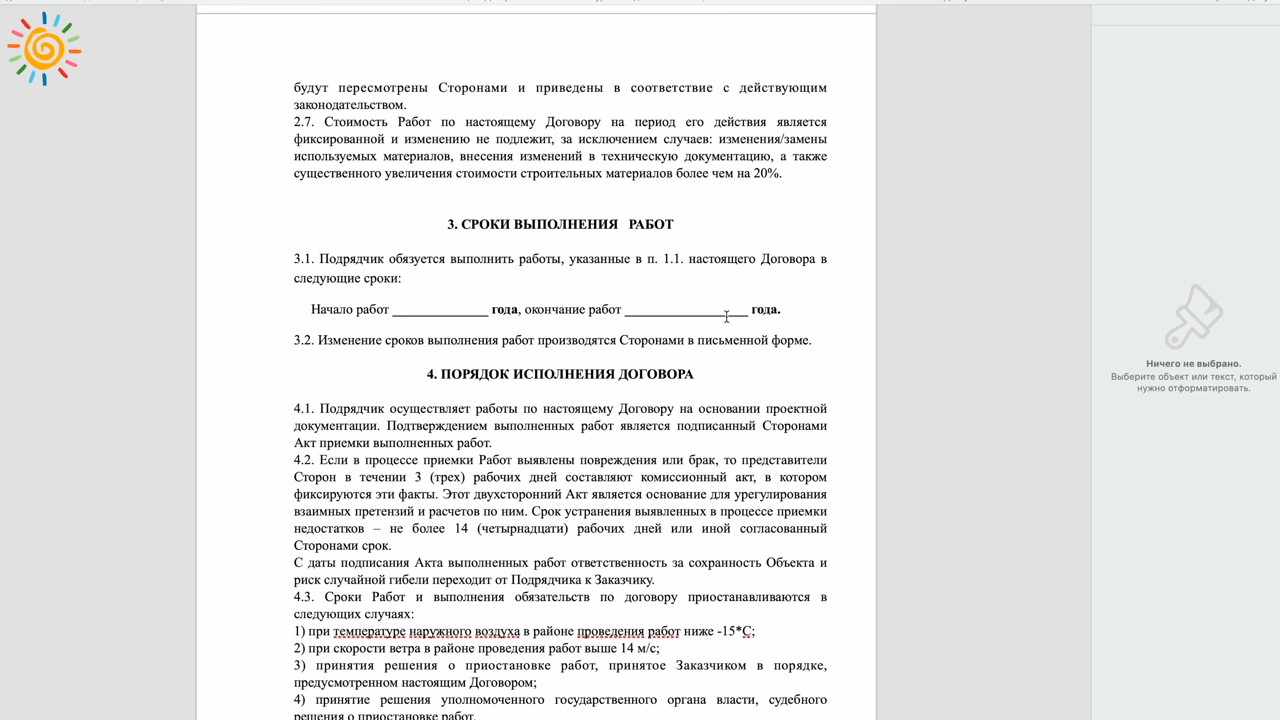 будут пересмотрены Сторонами и приведены в соответствие с действующим
законодательством.
2.7. Стоимость Работ по настоящему Договору на период его действия является
фиксированной и изменению не подлежит, за исключением случаев: изменения/замены
используемых материалов, внесения изменений в техническую документацию, а также
существенного увеличения стоимости строительных материалов более чем на 20%.
3. СРОКИ ВЫПОЛНЕНИЯ РАБОТ
3.1. Подрядчик обязуется выполнить работы, указанные в п. 1.1. настоящего Договора в
следующие сроки:
Начало работ ______________ года, окончание работ __________________ года.
3.2. Изменение сроков выполнения работ производятся Сторонами в письменной форме.
4. ПОРЯДОК ИСПОЛНЕНИЯ ДОГОВОРА
4.1. Подрядчик осуществляет работы по настоящему Договору на основании проектной
документации. Подтверждением выполненных работ является подписанный Сторонами
Акт приемки выполненных работ.
4.2. Если в процессе приемки Работ выявлены повреждения или брак, то представители
Сторон в течении 3 (трех) рабочих дней составляют комиссионный акт, в котором
фиксируются эти факты. Этот двухсторонний Акт является основание для урегулирования
взаимных претензий и расчетов по ним. Срок устранения выявленных в процессе приемки
недостатков – не более 14 (четырнадцати) рабочих дней или иной согласованный
Сторонами срок.
С даты подписания Акта выполненных работ ответственность за сохранность Объекта и
риск случайной гибели переходит от Подрядчика к Заказчику.
4.3. Сроки Работ и выполнения обязательств по договору приостанавливаются в
следующих случаях:
1) при температуре наружного воздуха в районе проведения работ ниже -15*С;
2) при скорости ветра в районе проведения работ выше 14 м/с;
3) принятия решения о приостановке работ, принятое Заказчиком в порядке,
предусмотренном настоящим Договором;
4) принятие решения уполномоченного государственного органа власти, судебного
решения о приостановке работ.
Ничего не выбрано.
Выберите объект или текст, который
нужно отформатировать.